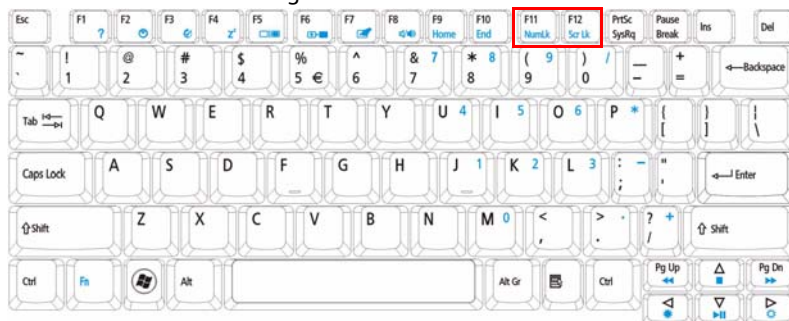 g
Esc F1 ? F2 F3 F4 Zz F5 F6 F7 F8 F9 Home F10 End F11 NumLk F12 Scr Lk PrtSc SysRq Pause Break Ins Del
~ ` ! 1 @ 2 # 3 $ 4 % 5 € ^ 6 & 7 7 * 8 8 ( 9 9 ) / 0 _ - + = Backspace
Tab Q W E R T Y U 4 I 5 O 6 P * { [ } ] | \
Caps Lock A S D F G H J 1 K 2 L 3 : - ; " ' Enter
Shift Z X C V B N M 0 < , > . . ? + / Shift
Ctrl Fn Alt Alt Gr Ctrl Pg Up Pg Dn